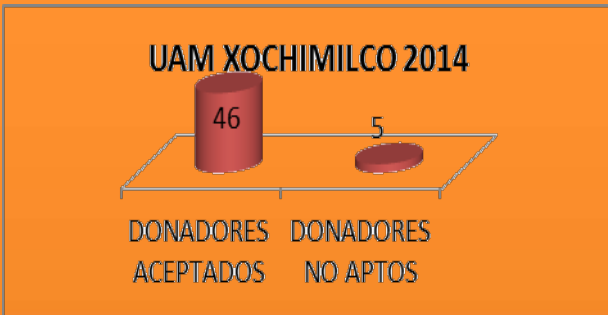 UAM XOCHIMILCO 2014
46
5
DONADORES ACEPTADOS
DONADORES NO APTOS